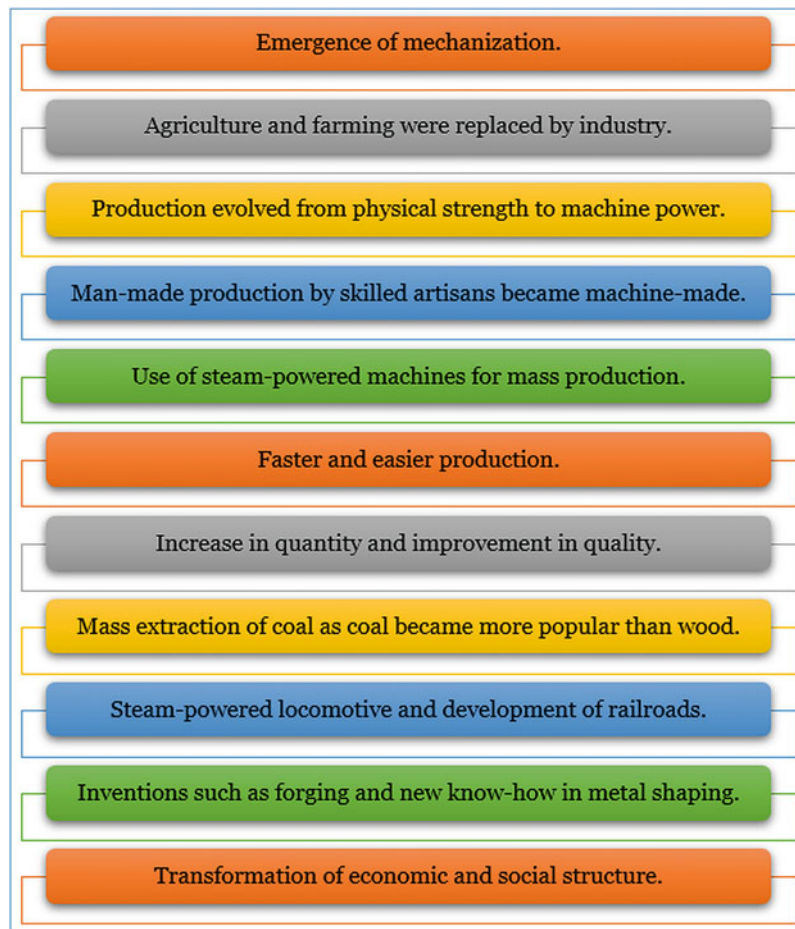 Emergence of mechanization.
Agriculture and farming were replaced by industry.
Production evolved from physical strength to machine power.
Man-made production by skilled artisans became machine-made.
Use of steam-powered machines for mass production.
Faster and easier production.
Increase in quantity and improvement in quality.
Mass extraction of coal as coal became more popular than wood.
Steam-powered locomotive and development of railroads.
Inventions such as forging and new know-how in metal shaping.
Transformation of economic and social structure.